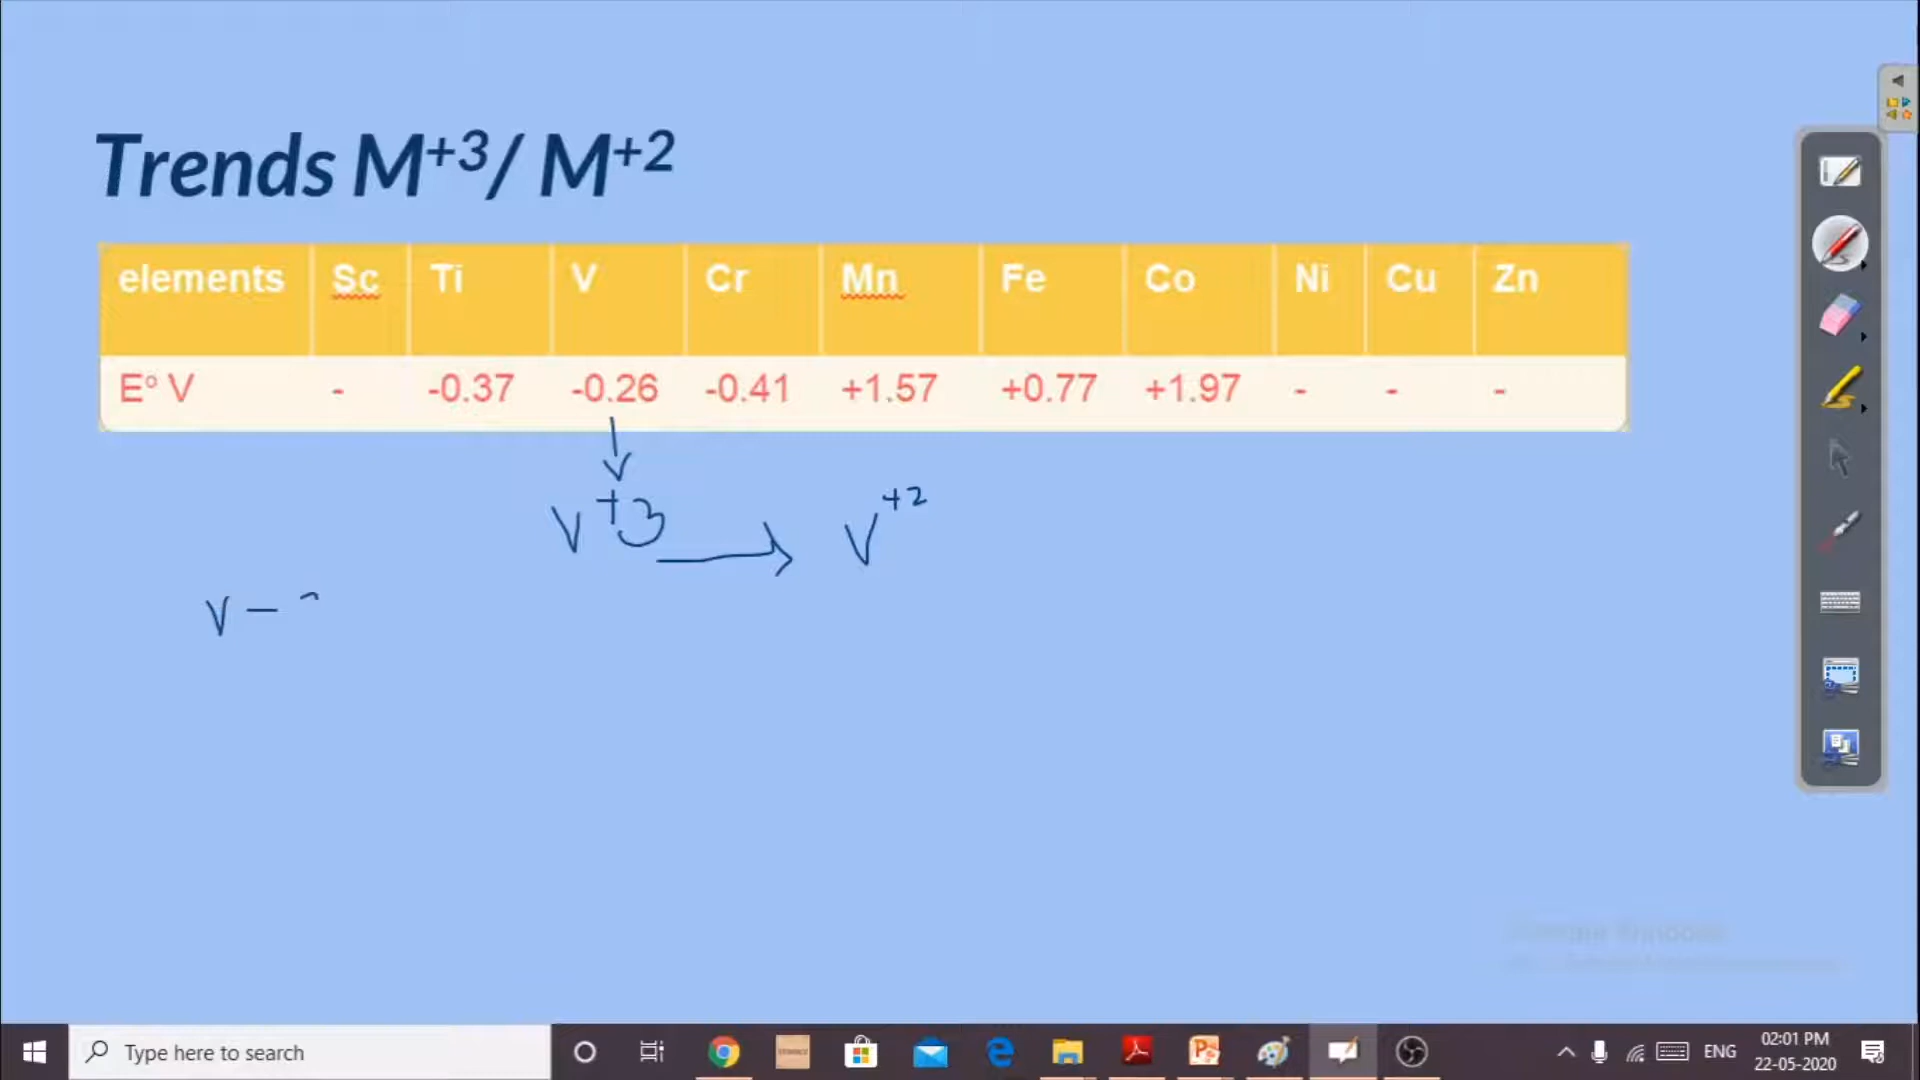 Trends M+3/ M+2
elements Sc Ti V Cr Mn Fe Co Ni Cu Zn
Eº V - -0.37 -0.26 -0.41 +1.57 +0.77 +1.97 - - -
V+3 → V+2
V -
Type here to search
ENG
02:01 PM
22-05-2020